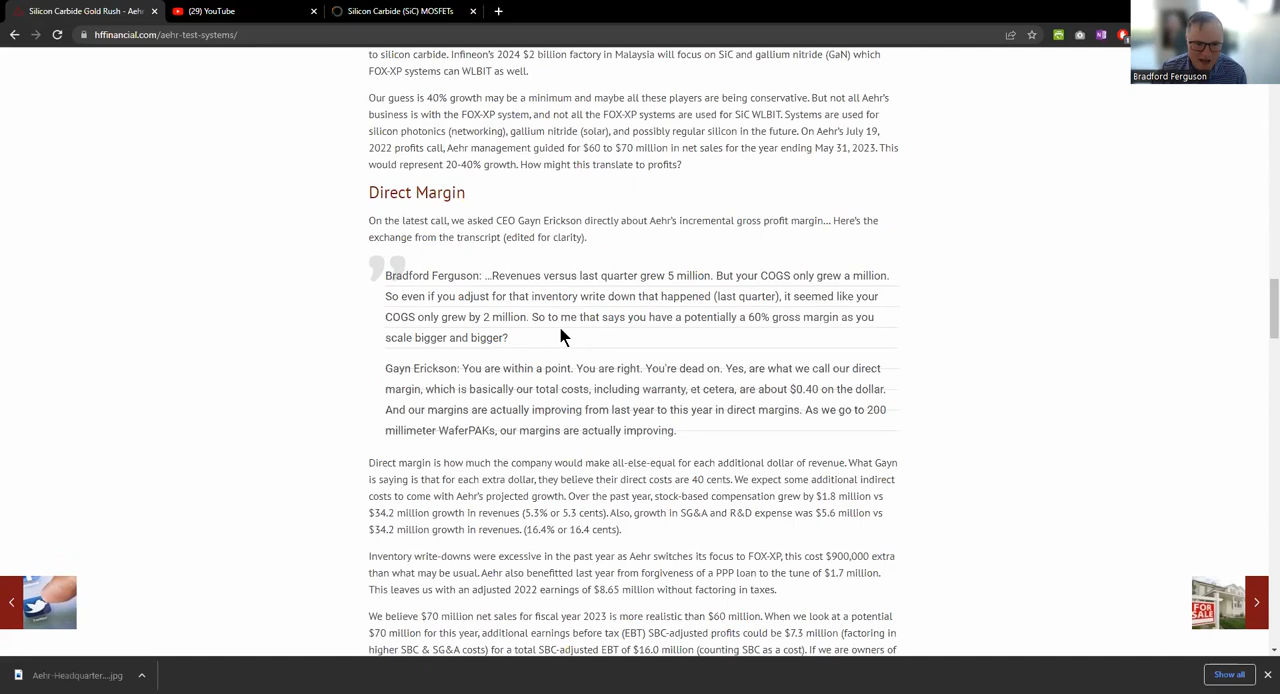 Silicon Carbide Gold Rush - Aehr
(29) YouTube
Silicon Carbide (SiC) MOSFETs
hffinancial.com/aehr-test-systems/
Bradford Ferguson
to silicon carbide. Infineon's 2024 $2 billion factory in Malaysia will focus on SiC and gallium nitride (GaN) which
FOX-XP systems can WLBIT as well.
Our guess is 40% growth may be a minimum and maybe all these players are being conservative. But not all Aehr's
business is with the FOX-XP system, and not all the FOX-XP systems are used for SiC WLBIT. Systems are used for
silicon photonics (networking), gallium nitride (solar), and possibly regular silicon in the future. On Aehr's July 19,
2022 profits call, Aehr management guided for $60 to $70 million in net sales for the year ending May 31, 2023. This
would represent 20-40% growth. How might this translate to profits?
Direct Margin
On the latest call, we asked CEO Gayn Erickson directly about Aehr's incremental gross profit margin... Here's the
exchange from the transcript (edited for clarity).
Bradford Ferguson: ...Revenues versus last quarter grew 5 million. But your COGS only grew a million.
So even if you adjust for that inventory write down that happened (last quarter), it seemed like your
COGS only grew by 2 million. So to me that says you have a potentially a 60% gross margin as you
scale bigger and bigger?
Gayn Erickson: You are within a point. You are right. You're dead on. Yes, are what we call our direct
margin, which is basically our total costs, including warranty, et cetera, are about $0.40 on the dollar.
And our margins are actually improving from last year to this year in direct margins. As we go to 200
millimeter WaferPAKs, our margins are actually improving.
Direct margin is how much the company would make all-else-equal for each additional dollar of revenue. What Gayn
is saying is that for each extra dollar, they believe their direct costs are 40 cents. We expect some additional indirect
costs to come with Aehr's projected growth. Over the past year, stock-based compensation grew by $1.8 million vs
$34.2 million growth in revenues (5.3% or 5.3 cents). Also, growth in SG&A and R&D expense was $5.6 million vs
$34.2 million growth in revenues. (16.4% or 16.4 cents).
Inventory write-downs were excessive in the past year as Aehr switches its focus to FOX-XP, this cost $900,000 extra
than what may be usual. Aehr also benefitted last year from forgiveness of a PPP loan to the tune of $1.7 million.
This leaves us with an adjusted 2022 earnings of $8.65 million without factoring in taxes.
We believe $70 million net sales for fiscal year 2023 is more realistic than $60 million. When we look at a potential
$70 million for this year, additional earnings before tax (EBT) SBC-adjusted profits could be $7.3 million (factoring in
higher SBC & SG&A costs) for a total SBC-adjusted EBT of $16.0 million (counting SBC as a cost). If we are owners of
FOR
SALE
Aehr-Headquarter....jpg
Show all